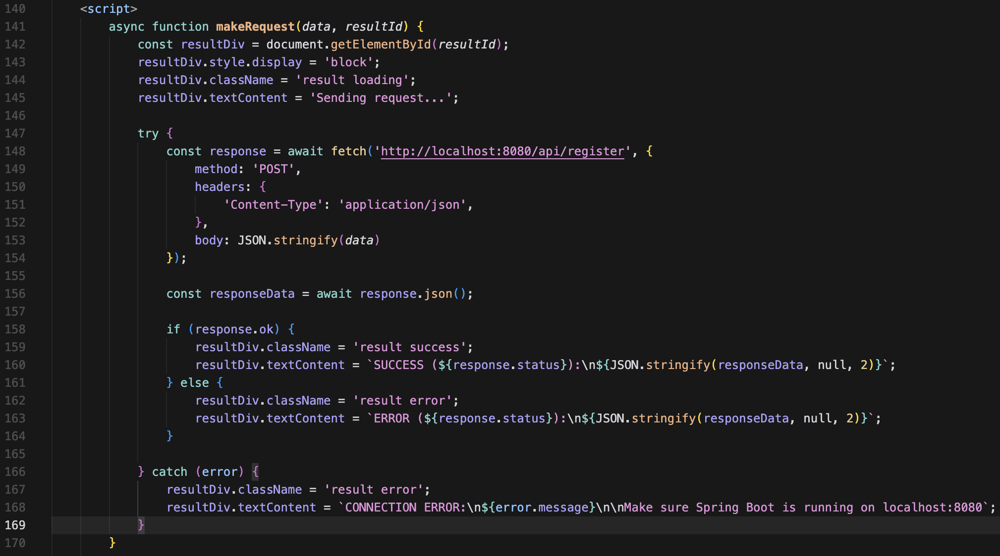 140 <script>
141 async function makeRequest(data, resultId) {
142 const resultDiv = document.getElementById(resultId);
143 resultDiv.style.display = 'block';
144 resultDiv.className = 'result loading';
145 resultDiv.textContent = 'Sending request...';
146
147 try {
148 const response = await fetch('http://localhost:8080/api/register', {
149 method: 'POST',
150 headers: {
151 'Content-Type': 'application/json',
152 },
153 body: JSON.stringify(data)
154 });
155
156 const responseData = await response.json();
157
158 if (response.ok) {
159 resultDiv.className = 'result success';
160 resultDiv.textContent = `SUCCESS (${response.status}):\n${JSON.stringify(responseData, null, 2)}`;
161 } else {
162 resultDiv.className = 'result error';
163 resultDiv.textContent = `ERROR (${response.status}):\n${JSON.stringify(responseData, null, 2)}`;
164 }
165
166 } catch (error) {
167 resultDiv.className = 'result error';
168 resultDiv.textContent = `CONNECTION ERROR:\n${error.message}\n\nMake sure Spring Boot is running on localhost:8080`;
169 }
170 }